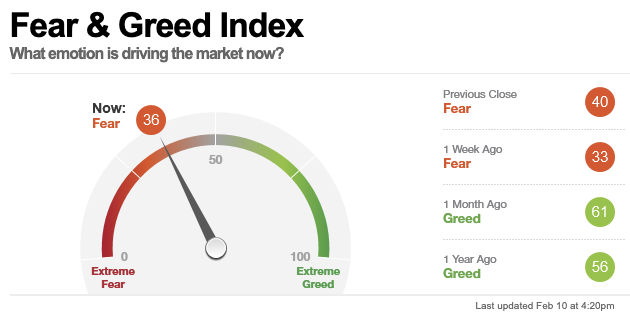 Fear & Greed Index
What emotion is driving the market now?
Now:
Fear
36
50
0
100
Extreme
Fear
Extreme
Greed
Previous Close
Fear
40
1 Week Ago
Fear
33
1 Month Ago
Greed
61
1 Year Ago
Greed
56
Last updated Feb 10 at 4:20pm